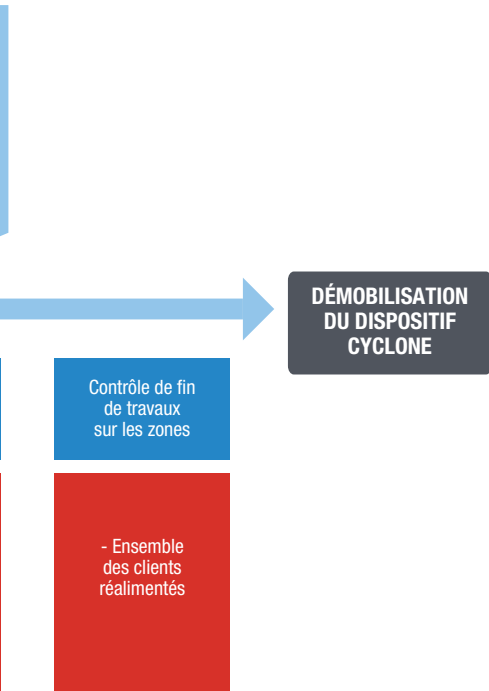 DÉMOBILISATION
DU DISPOSITIF
CYCLONE
Contrôle de fin
de travaux
sur les zones
- Ensemble
des clients
réalimentés